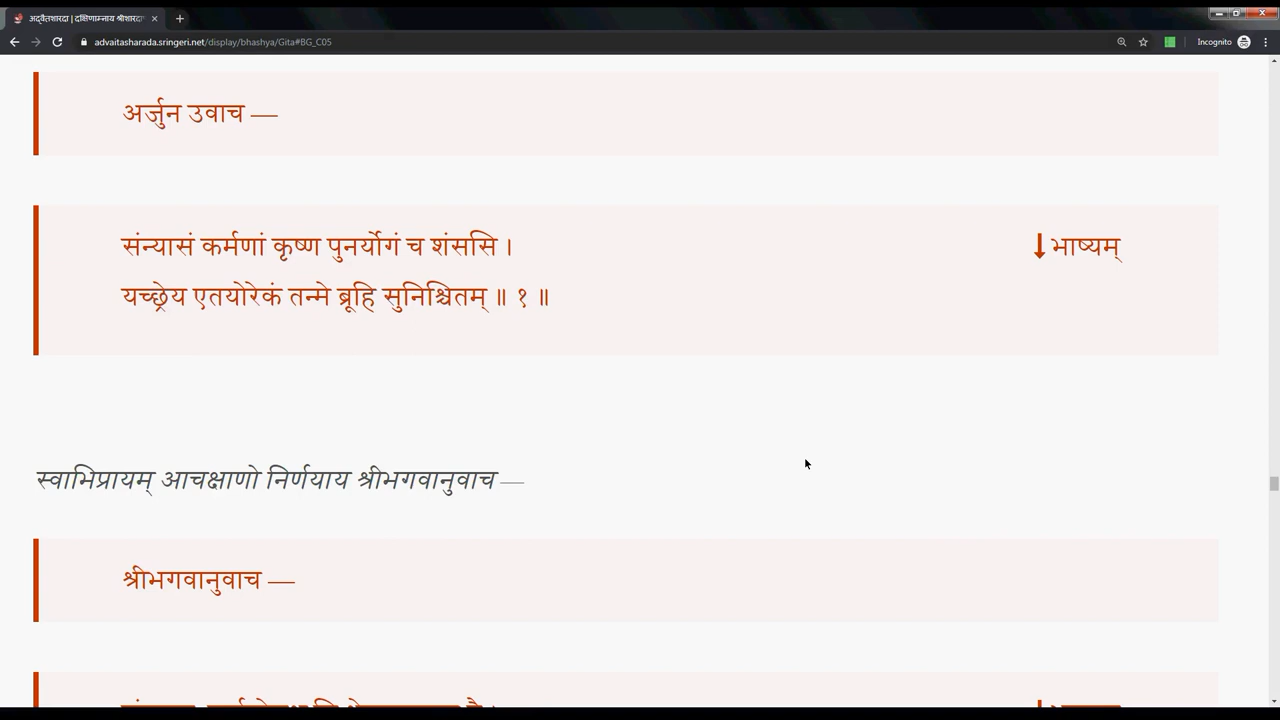 अद्वैतशारदा | दक्षिणाम्नाय श्रीशारदा
advaitasharada.sringeri.net/display/bhashya/Gita#BG_C05
Incognito
अर्जुन उवाच —
संन्यासं कर्मणां कृष्ण पुनर्योगं च शंससि ।
↓भाष्यम्
यच्छ्रेय एतयोरेकं तन्मे ब्रूहि सुनिश्चितम् ॥ १ ॥
स्वाभिप्रायम् आचक्षाणो निर्णयाय श्रीभगवानुवाच —
श्रीभगवानुवाच —